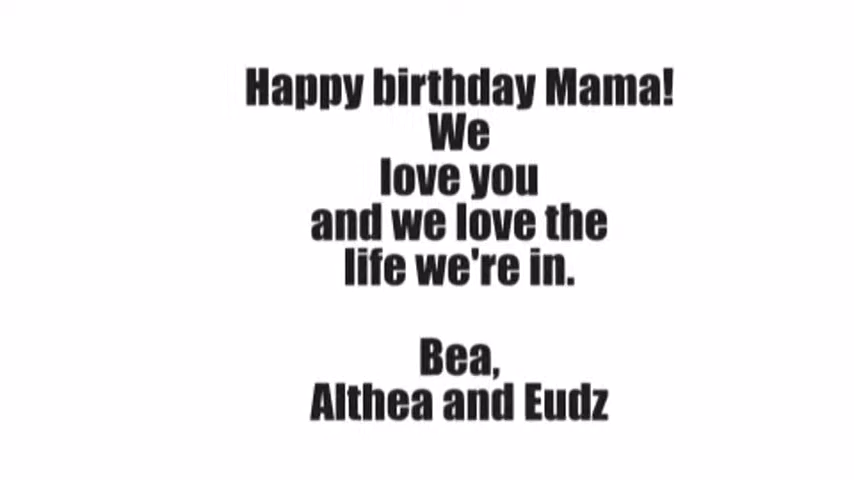 Happy birthday Mama!
We
love you
and we love the
life we're in.
Bea,
Althea and Eudz